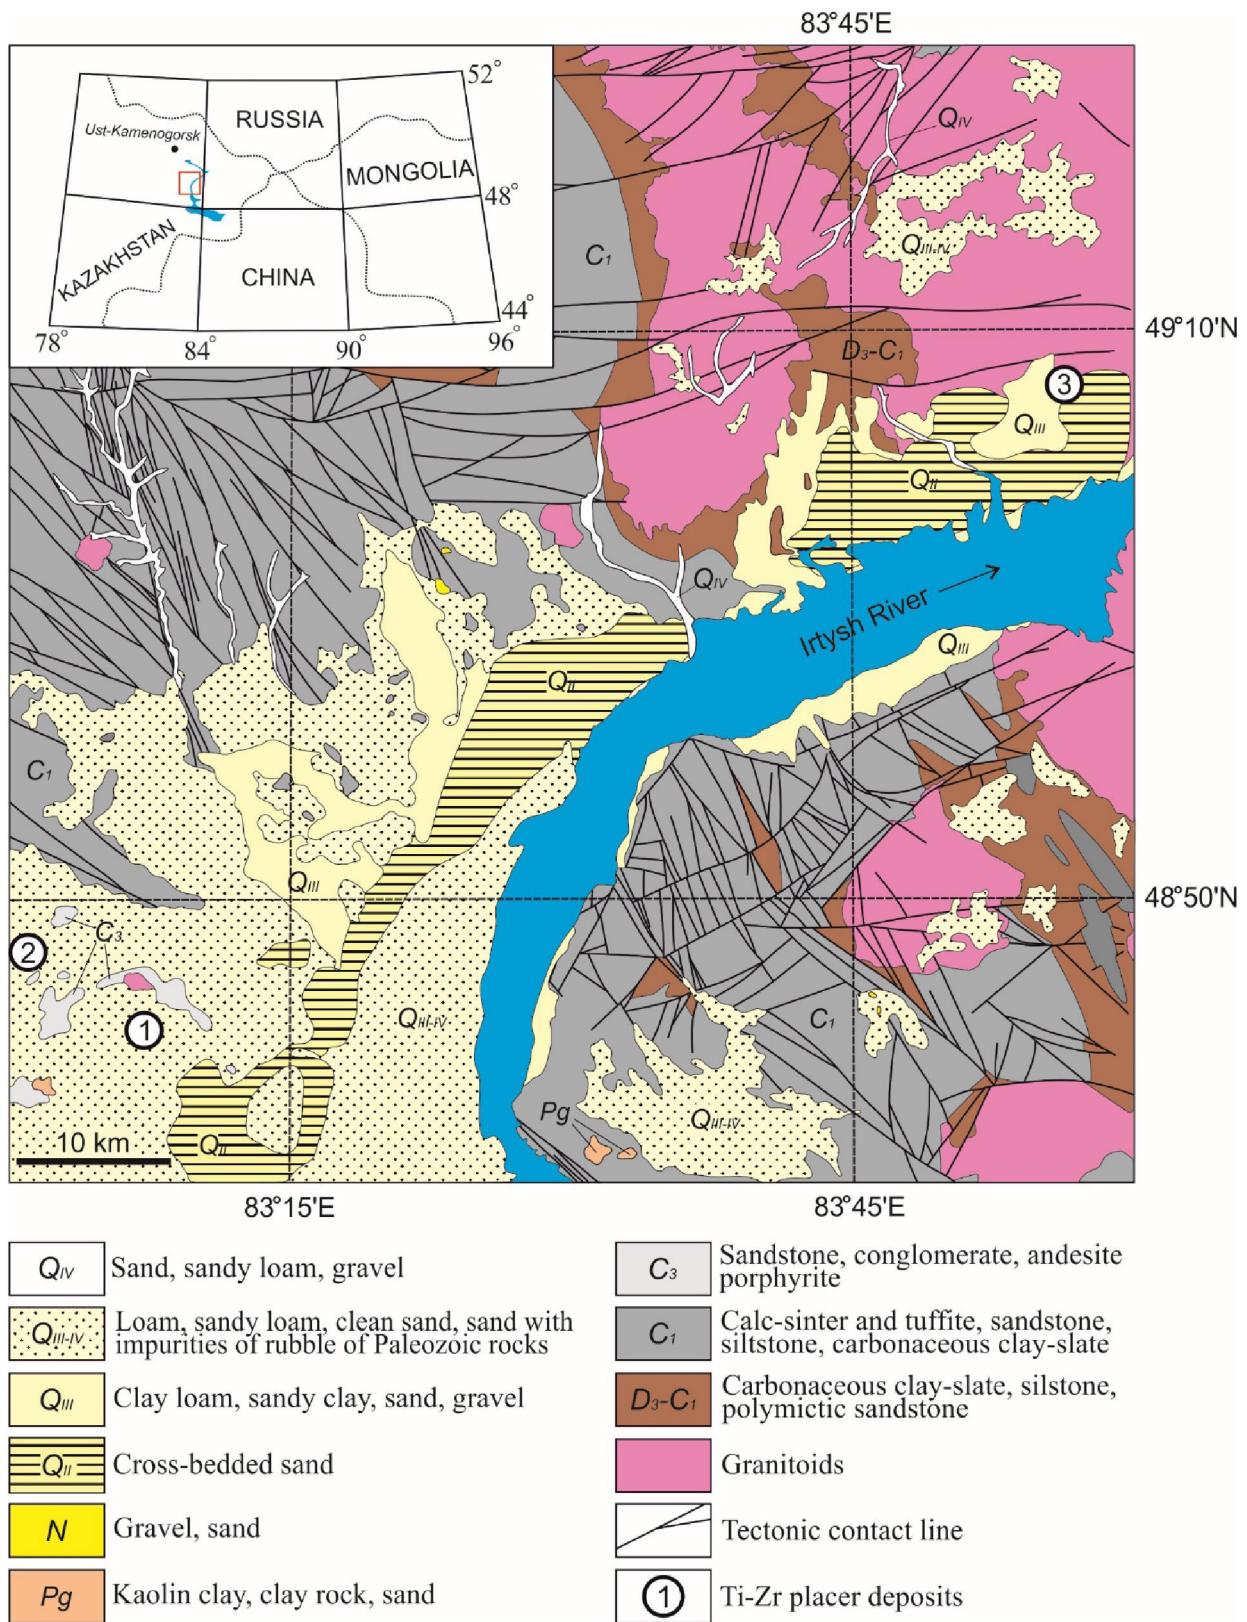 83°45'E
52°
RUSSIA
Ust-Kamenogorsk
MONGOLIA
48°
KAZAKHSTAN
CHINA
44°
78°
84°
90°
96°
QIV
QIII-IV
C1
49°10'N
D3-C1
3
QIII
QII
QIV
Irtysh River
QIII
QII
C1
QIII
48°50'N
C3
2
1
QIII-IV
C1
Pg
QIII-IV
10 km
QII
83°15'E
83°45'E
QIV Sand, sandy loam, gravel
QIII-IV Loam, sandy loam, clean sand, sand with
impurities of rubble of Paleozoic rocks
QIII Clay loam, sandy clay, sand, gravel
QII Cross-bedded sand
N Gravel, sand
Pg Kaolin clay, clay rock, sand
C3 Sandstone, conglomerate, andesite
porphyrite
C1 Calc-sinter and tuffite, sandstone,
siltstone, carbonaceous clay-slate
D3-C1 Carbonaceous clay-slate, silstone,
polymictic sandstone
Granitoids
Tectonic contact line
1 Ti-Zr placer deposits